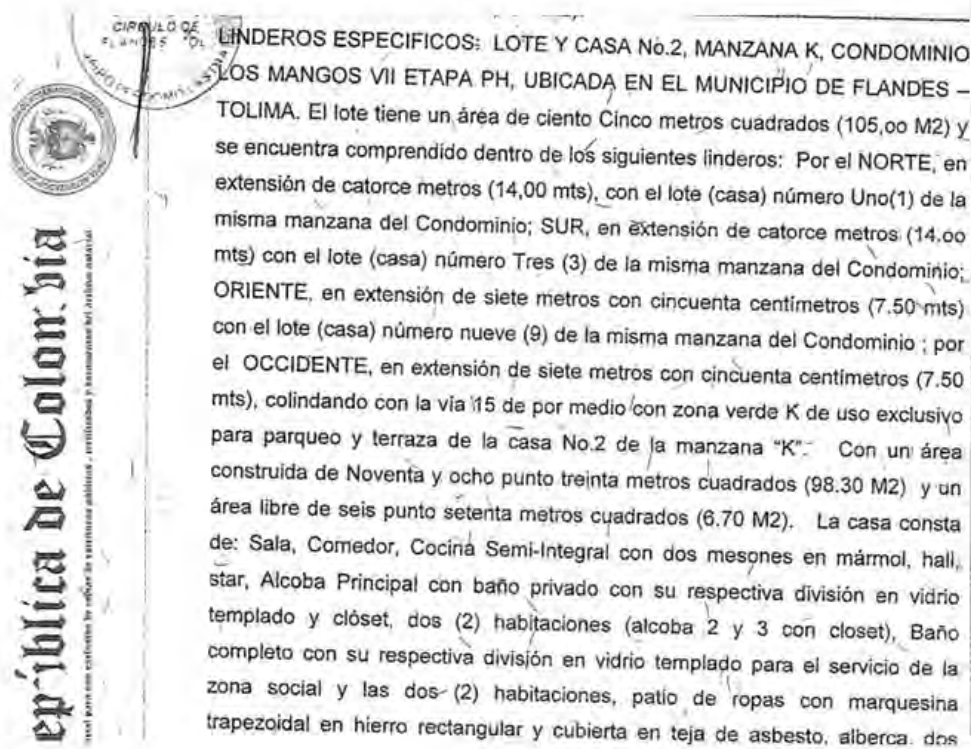 CIRCULO DE
LINDEROS ESPECIFICOS: LOTE Y CASA No.2, MANZANA K, CONDOMINIO
LOS MANGOS VII ETAPA PH, UBICADA EN EL MUNICIPIO DE FLANDES –
TOLIMA. El lote tiene un área de ciento Cinco metros cuadrados (105,oo M2) y
se encuentra comprendido dentro de los siguientes linderos: Por el NORTE, en
extensión de catorce metros (14,00 mts), con el lote (casa) número Uno(1) de la
misma manzana del Condominio; SUR, en extensión de catorce metros (14.oo
mts) con el lote (casa) número Tres (3) de la misma manzana del Condominio;
ORIENTE, en extensión de siete metros con cincuenta centímetros (7.50 mts)
con el lote (casa) número nueve (9) de la misma manzana del Condominio ; por
el OCCIDENTE, en extensión de siete metros con cincuenta centímetros (7.50
mts), colindando con la vía 15 de por medio con zona verde K de uso exclusivo
para parqueo y terraza de la casa No.2 de la manzana "K". Con un área
construida de Noventa y ocho punto treinta metros cuadrados (98.30 M2) y un
área libre de seis punto setenta metros cuadrados (6.70 M2). La casa consta
de: Sala, Comedor, Cocina Semi-Integral con dos mesones en mármol, hall,
star, Alcoba Principal con baño privado con su respectiva división en vidrio
templado y clóset, dos (2) habitaciones (alcoba 2 y 3 con closet), Baño
completo con su respectiva división en vidrio templado para el servicio de la
zona social y las dos (2) habitaciones, patio de ropas con marquesina
trapezoidal en hierro rectangular y cubierta en teja de asbesto, alberca, dos
epública de Colombia